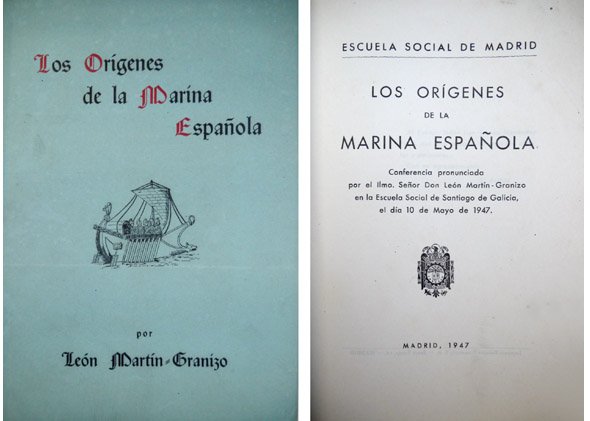 Los Orígenes
de la Marina
Española
por
León Martín-Granizo
ESCUELA SOCIAL DE MADRID
LOS ORÍGENES
DE LA
MARINA ESPAÑOLA
Conferencia pronunciada
por el Ilmo. Señor Don León Martín-Granizo
en la Escuela Social de Santiago de Galicia,
el día 10 de Mayo de 1947.
MADRID, 1947